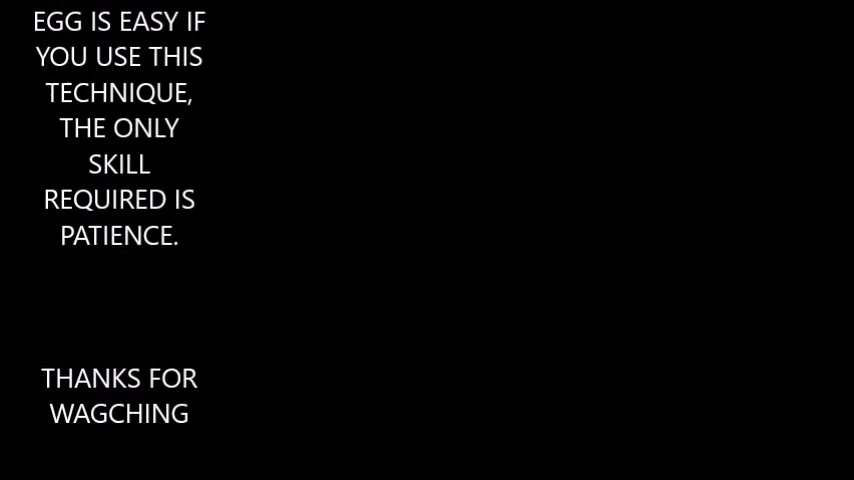 EGG IS EASY IF
YOU USE THIS
TECHNIQUE,
THE ONLY
SKILL
REQUIRED IS
PATIENCE.
THANKS FOR
WAGCHING